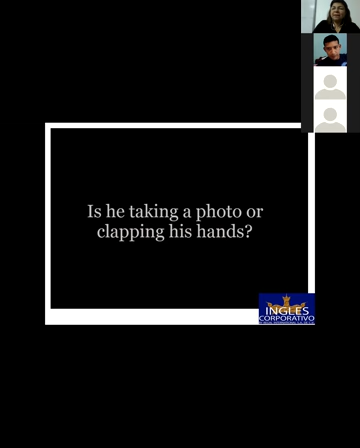 Is he taking a photo or
clapping his hands?
INGLES
CORPORATIVO